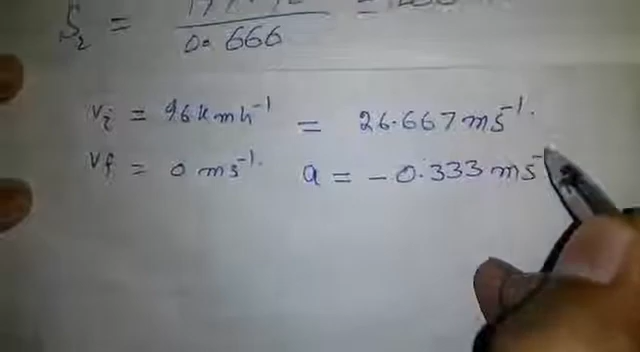 S₂ =
0.666
vᵢ = 96 kmh⁻¹ = 26.667 ms⁻¹.
vf = 0 ms⁻¹. a = -0.333 ms⁻